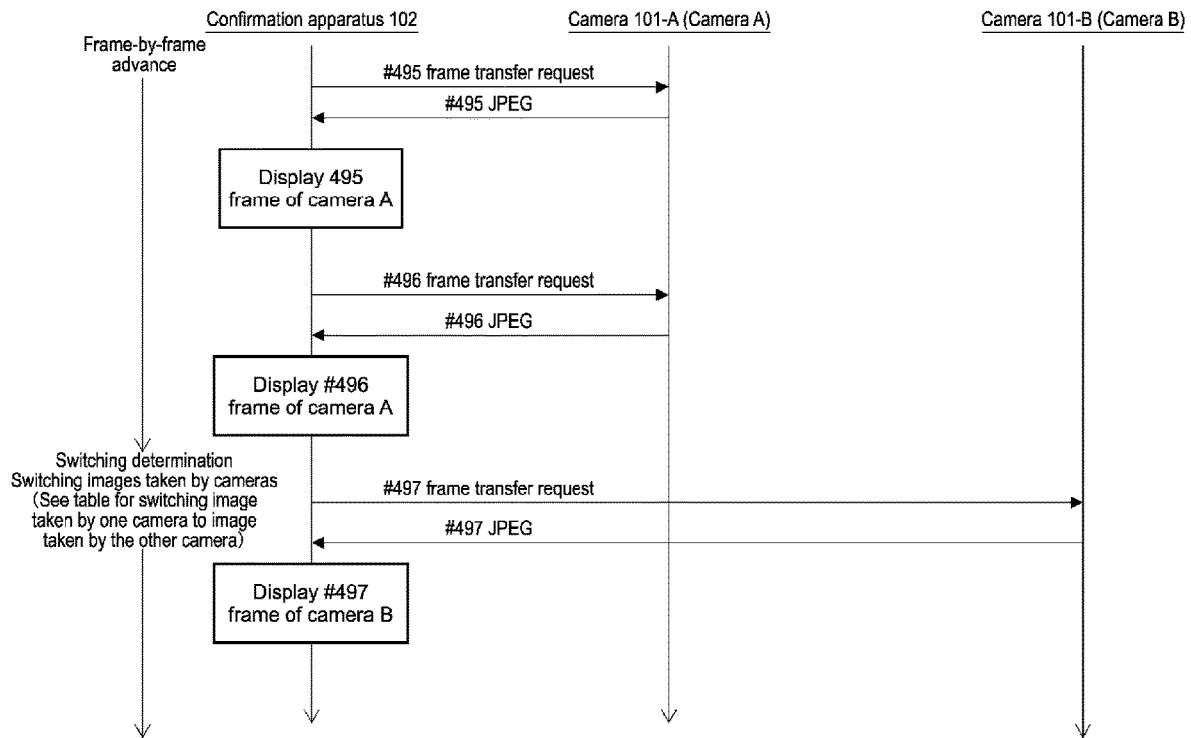 Confirmation apparatus 102
Camera 101-A (Camera A)
Camera 101-B (Camera B)
Frame-by-frame
advance
#495 frame transfer request
#495 JPEG
Display 495
frame of camera A
#496 frame transfer request
#496 JPEG
Display #496
frame of camera A
Switching determination
Switching images taken by cameras
(See table for switching image
taken by one camera to image
taken by the other camera)
#497 frame transfer request
#497 JPEG
Display #497
frame of camera B